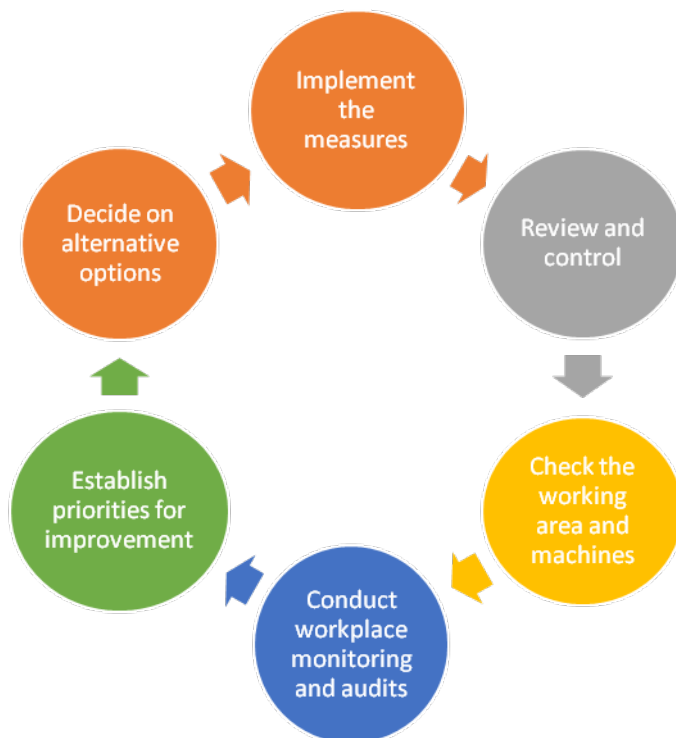 Implement
the
measures
Review and
control
Check the
working
area and
machines
Conduct
workplace
monitoring
and audits
Establish
priorities for
improvement
Decide on
alternative
options